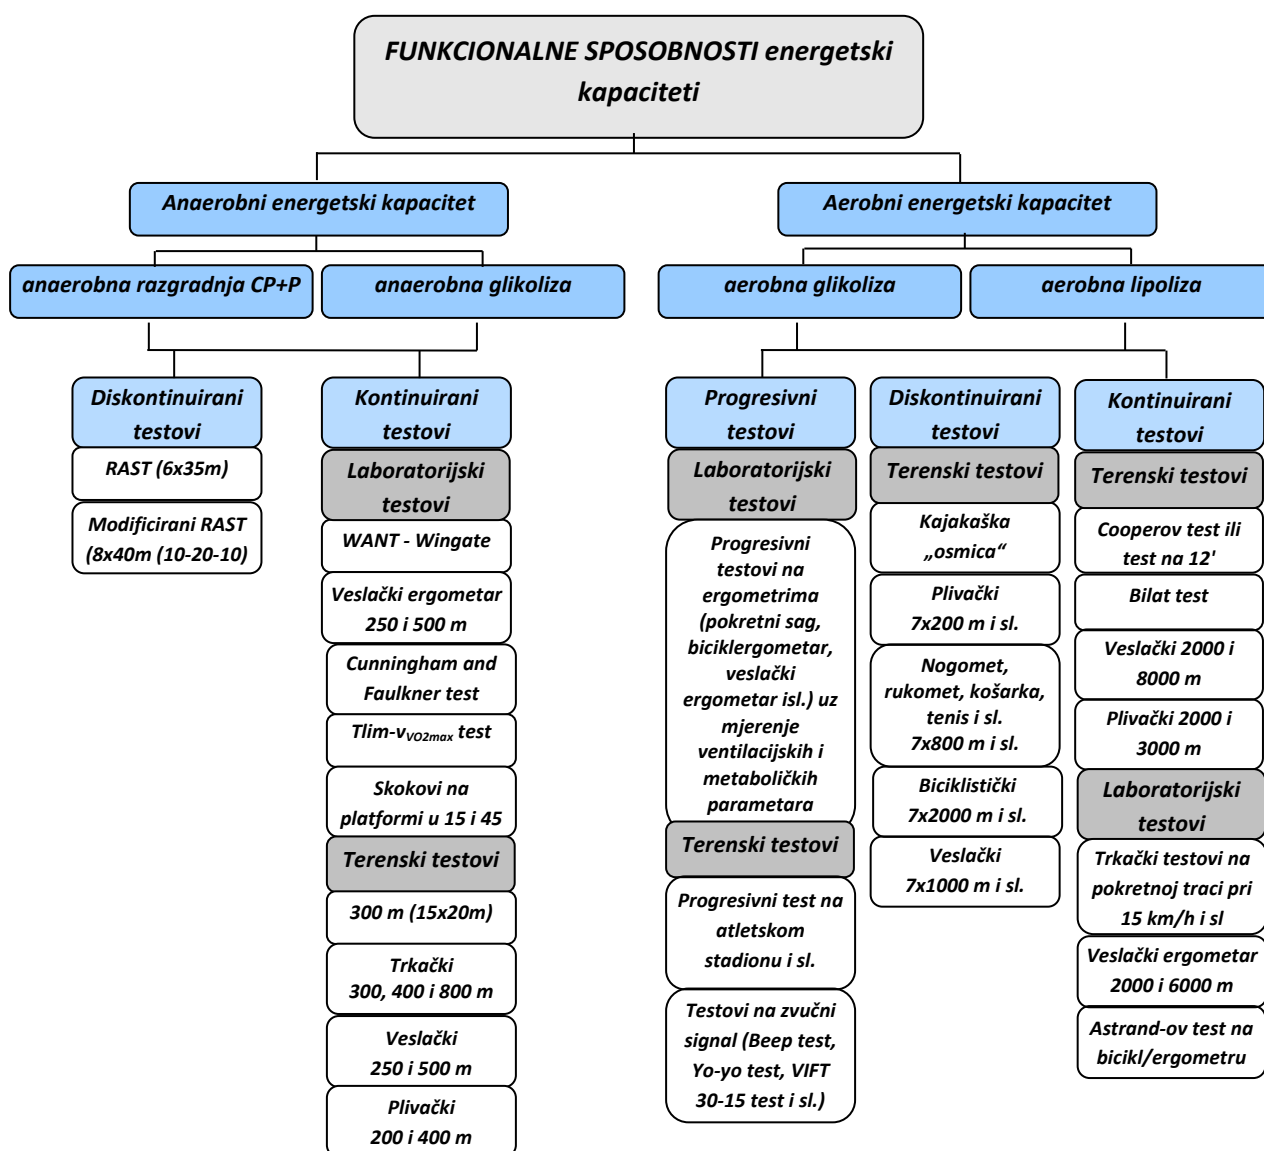 FUNKCIONALNE SPOSOBNOSTI energetski
kapaciteti
Anaerobni energetski kapacitet
Aerobni energetski kapacitet
anaerobna razgradnja CP+P
anaerobna glikoliza
aerobna glikoliza
aerobna lipoliza
Diskontinuirani
testovi
RAST (6x35m)
Modificirani RAST
(8x40m (10-20-10)
Kontinuirani
testovi
Laboratorijski
testovi
WANT - Wingate
Veslački ergometar
250 i 500 m
Cunningham and
Faulkner test
Tlim-vVO2max test
Skokovi na
platformi u 15 i 45
Terenski testovi
300 m (15x20m)
Trkački
300, 400 i 800 m
Veslački
250 i 500 m
Plivački
200 i 400 m
Progresivni
testovi
Laboratorijski
testovi
Progresivni
testovi na
ergometrima
(pokretni sag,
biciklergometar,
veslački
ergometar isl.) uz
mjerenje
ventilacijskih i
metaboličkih
parametara
Terenski testovi
Progresivni test na
atletskom
stadionu i sl.
Testovi na zvučni
signal (Beep test,
Yo-yo test, VIFT
30-15 test i sl.)
Diskontinuirani
testovi
Terenski testovi
Kajakaška
„osmica“
Plivački
7x200 m i sl.
Nogomet,
rukomet, košarka,
tenis i sl.
7x800 m i sl.
Biciklistički
7x2000 m i sl.
Veslački
7x1000 m i sl.
Kontinuirani
testovi
Terenski testovi
Cooperov test ili
test na 12'
Bilat test
Veslački 2000 i
8000 m
Plivački 2000 i
3000 m
Laboratorijski
testovi
Trkački testovi na
pokretnoj traci pri
15 km/h i sl
Veslački ergometar
2000 i 6000 m
Astrand-ov test na
bicikl/ergometru